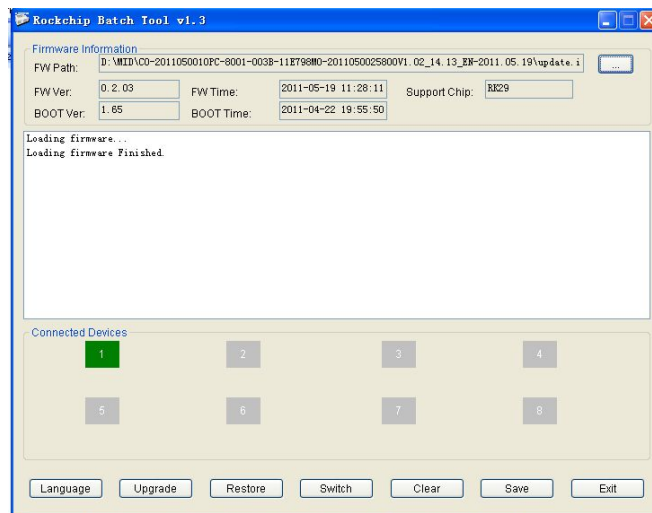 Rockchip Batch Tool v1.3
Firmware Information
FW Path: D:\MID\C0-2011050010PC-8001-003B-11E798M0-2011050025800V1.02_14.13_EN-2011.05.19\update.i ...
FW Ver: 0.2.03 FW Time: 2011-05-19 11:28:11 Support Chip: RK29
BOOT Ver: 1.65 BOOT Time: 2011-04-22 19:55:50
Loading firmware...
Loading firmware Finished.
Connected Devices
1 2 3 4
5 6 7 8
Language Upgrade Restore Switch Clear Save Exit